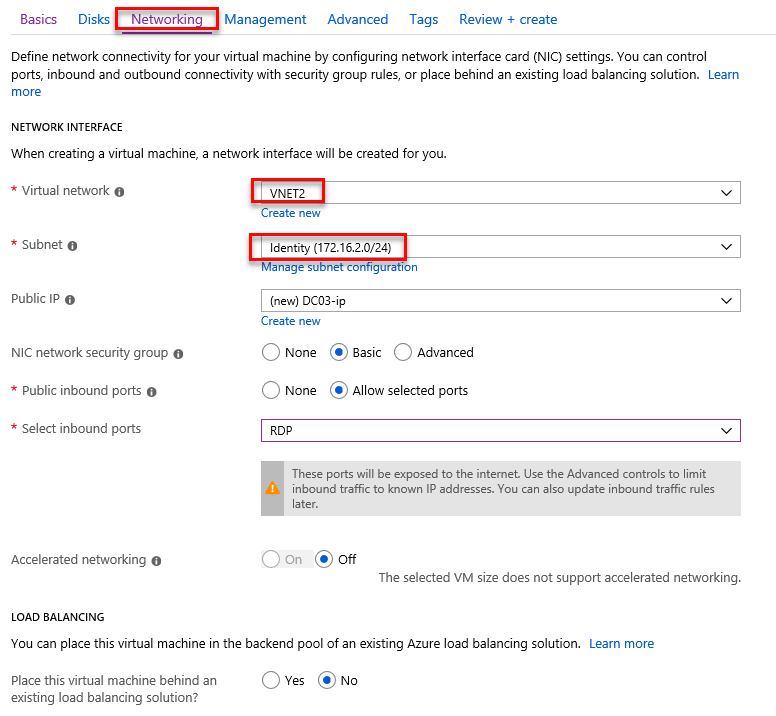 Basics Disks Networking Management Advanced Tags Review + create
Define network connectivity for your virtual machine by configuring network interface card (NIC) settings. You can control
ports, inbound and outbound connectivity with security group rules, or place behind an existing load balancing solution. Learn
more
NETWORK INTERFACE
When creating a virtual machine, a network interface will be created for you.
* Virtual network VNET2
Create new
* Subnet Identity (172.16.2.0/24)
Manage subnet configuration
Public IP (new) DC03-ip
Create new
NIC network security group None Basic Advanced
* Public inbound ports None Allow selected ports
* Select inbound ports RDP
These ports will be exposed to the internet. Use the Advanced controls to limit
inbound traffic to known IP addresses. You can also update inbound traffic rules
later.
Accelerated networking On Off
The selected VM size does not support accelerated networking.
LOAD BALANCING
You can place this virtual machine in the backend pool of an existing Azure load balancing solution. Learn more
Place this virtual machine behind an Yes No
existing load balancing solution?